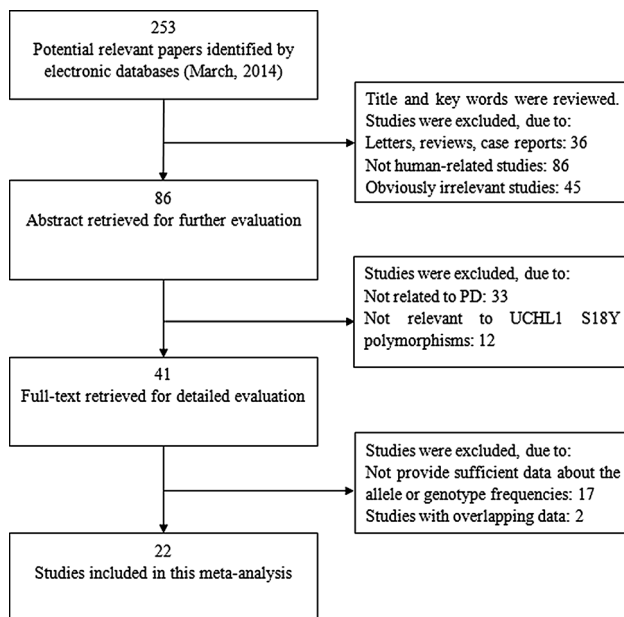 253
Potential relevant papers identified by
electronic databases (March, 2014)
Title and key words were reviewed.
Studies were excluded, due to:
Letters, reviews, case reports: 36
Not human-related studies: 86
Obviously irrelevant studies: 45
86
Abstract retrieved for further evaluation
Studies were excluded, due to:
Not related to PD: 33
Not relevant to UCHL1 S18Y
polymorphisms: 12
41
Full-text retrieved for detailed evaluation
Studies were excluded, due to:
Not provide sufficient data about the
allele or genotype frequencies: 17
Studies with overlapping data: 2
22
Studies included in this meta-analysis